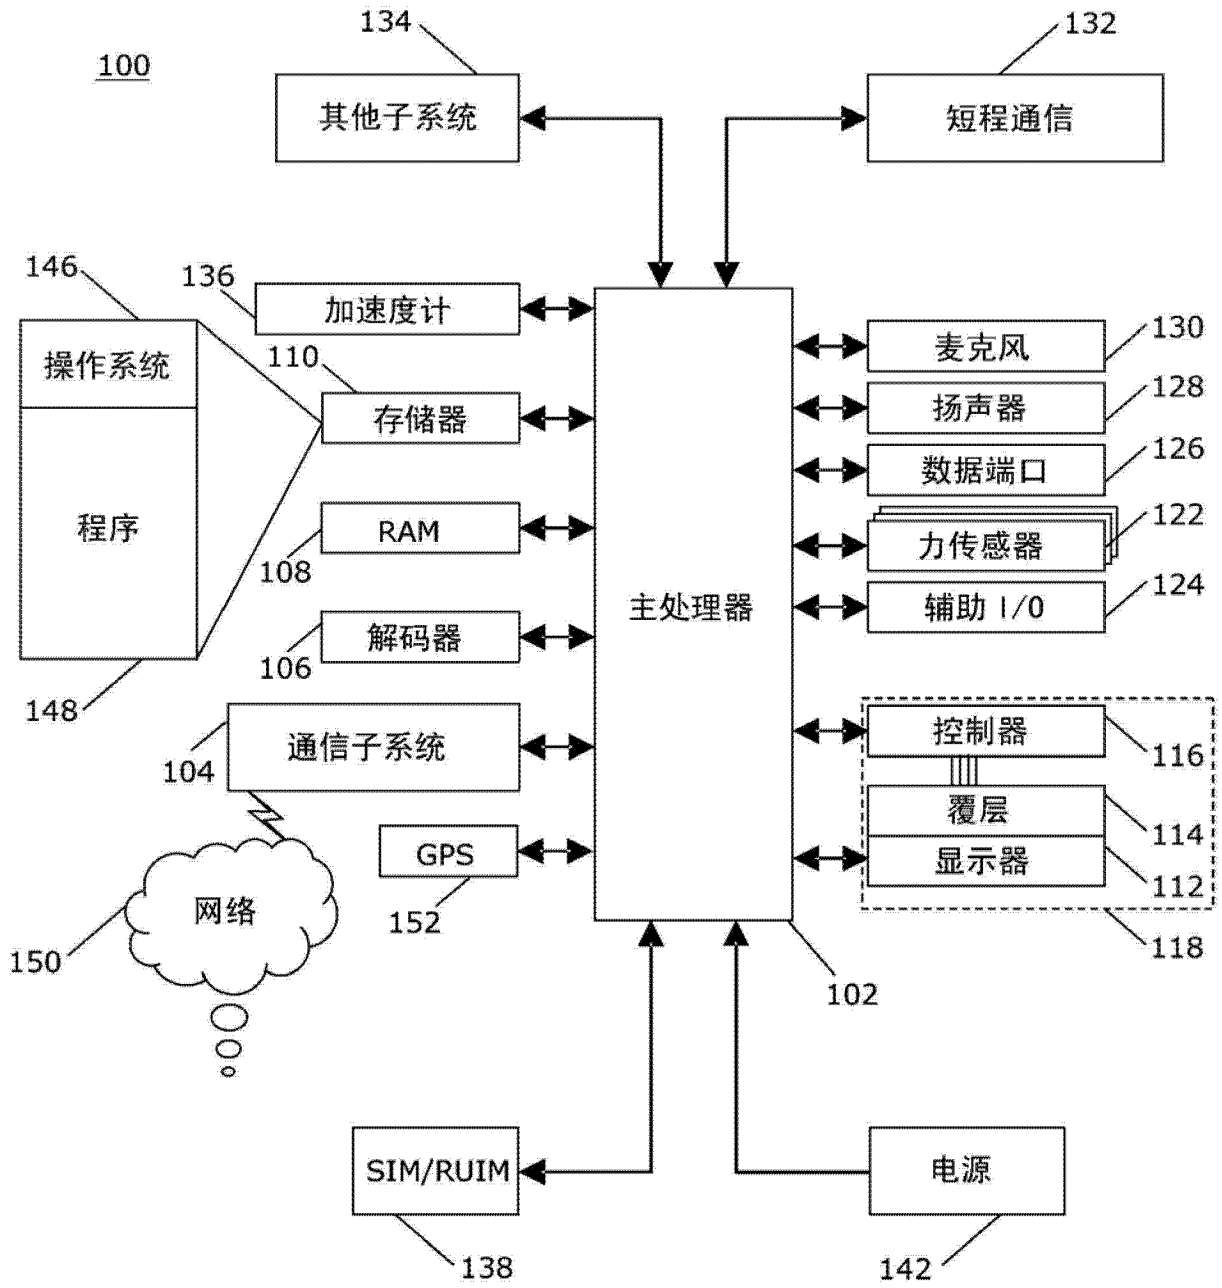 134
132
100
其他子系统
短程通信
146
136
加速度计
130
麦克风
操作系统
110
存储器
128
扬声器
126
数据端口
程序
RAM
108
122
力传感器
124
辅助 I/O
主处理器
解码器
106
148
104
通信子系统
控制器
116
覆层
114
GPS
152
显示器
112
网络
150
118
102
SIM/RUIM
电源
138
142